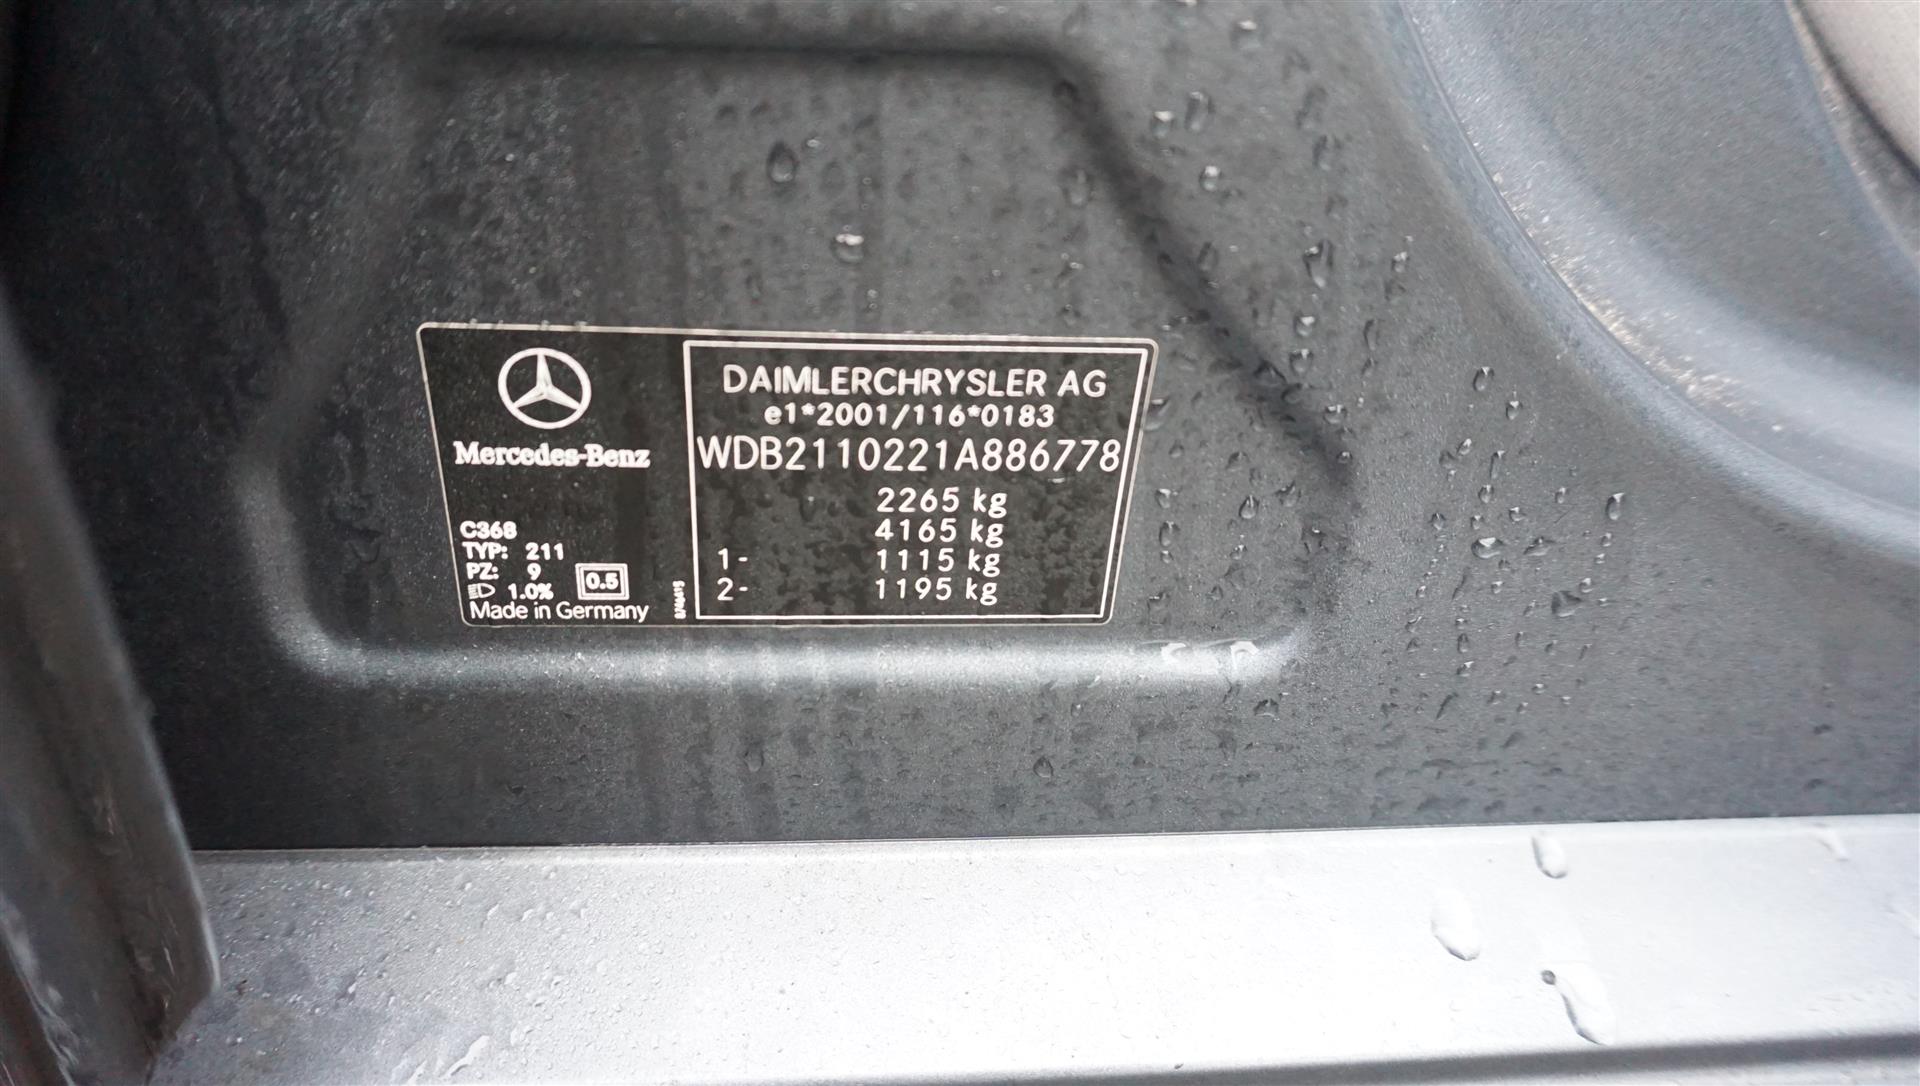 Mercedes-Benz
C368
TYP: 211
PZ: 9
1.0% 0.5
Made in Germany
DAIMLERCHRYSLER AG
e1*2001/116*0183
WDB2110221A886778
2265 kg
4165 kg
1- 1115 kg
2- 1195 kg